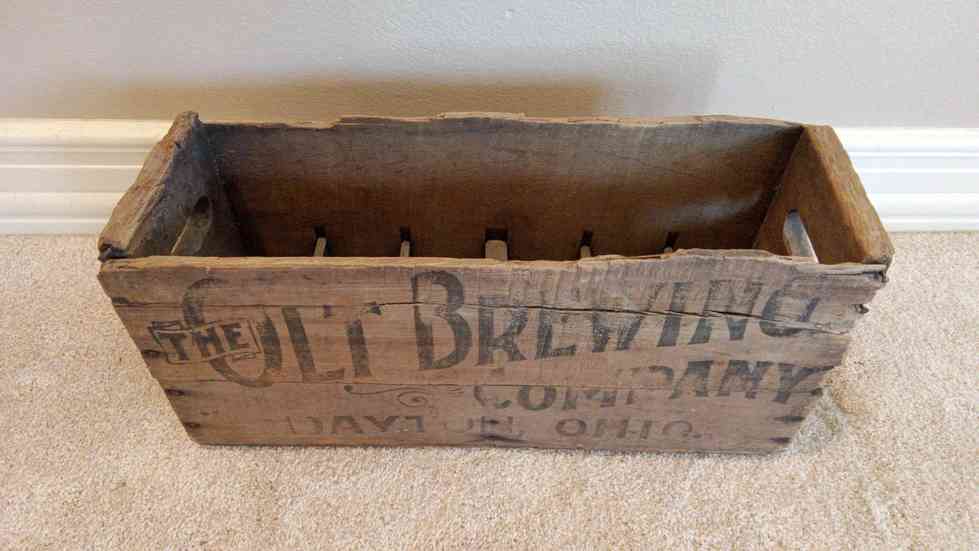 THE OLT BREWING
COMPANY.
DAYTON, OHIO.